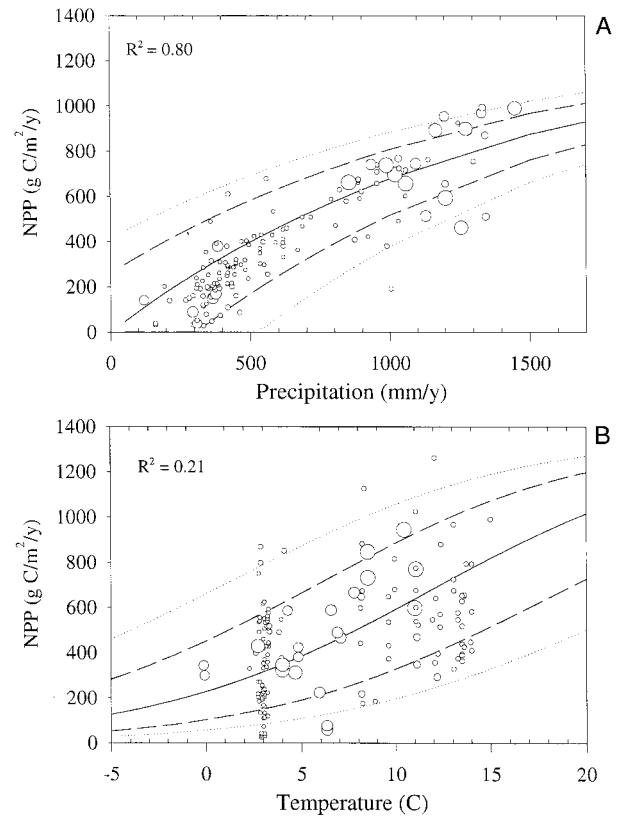 A
R² = 0.80
1400
1200
1000
800
600
400
200
0
NPP (g C/m²/y)
0 500 1000 1500
Precipitation (mm/y)
B
R² = 0.21
1400
1200
1000
800
600
400
200
0
NPP (g C/m²/y)
-5 0 5 10 15 20
Temperature (C)